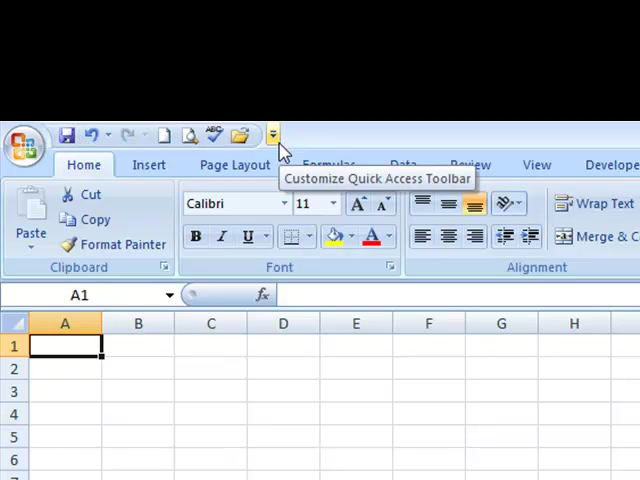 ABC
Home Insert Page Layout Formulas Data Review View Develope
Customize Quick Access Toolbar
Cut
Copy
Format Painter
Paste
Clipboard
Calibri 11 A A
B I U A
Font
Wrap Text
Merge & C
Alignment
A1 fx
A B C D E F G H
1
2
3
4
5
6